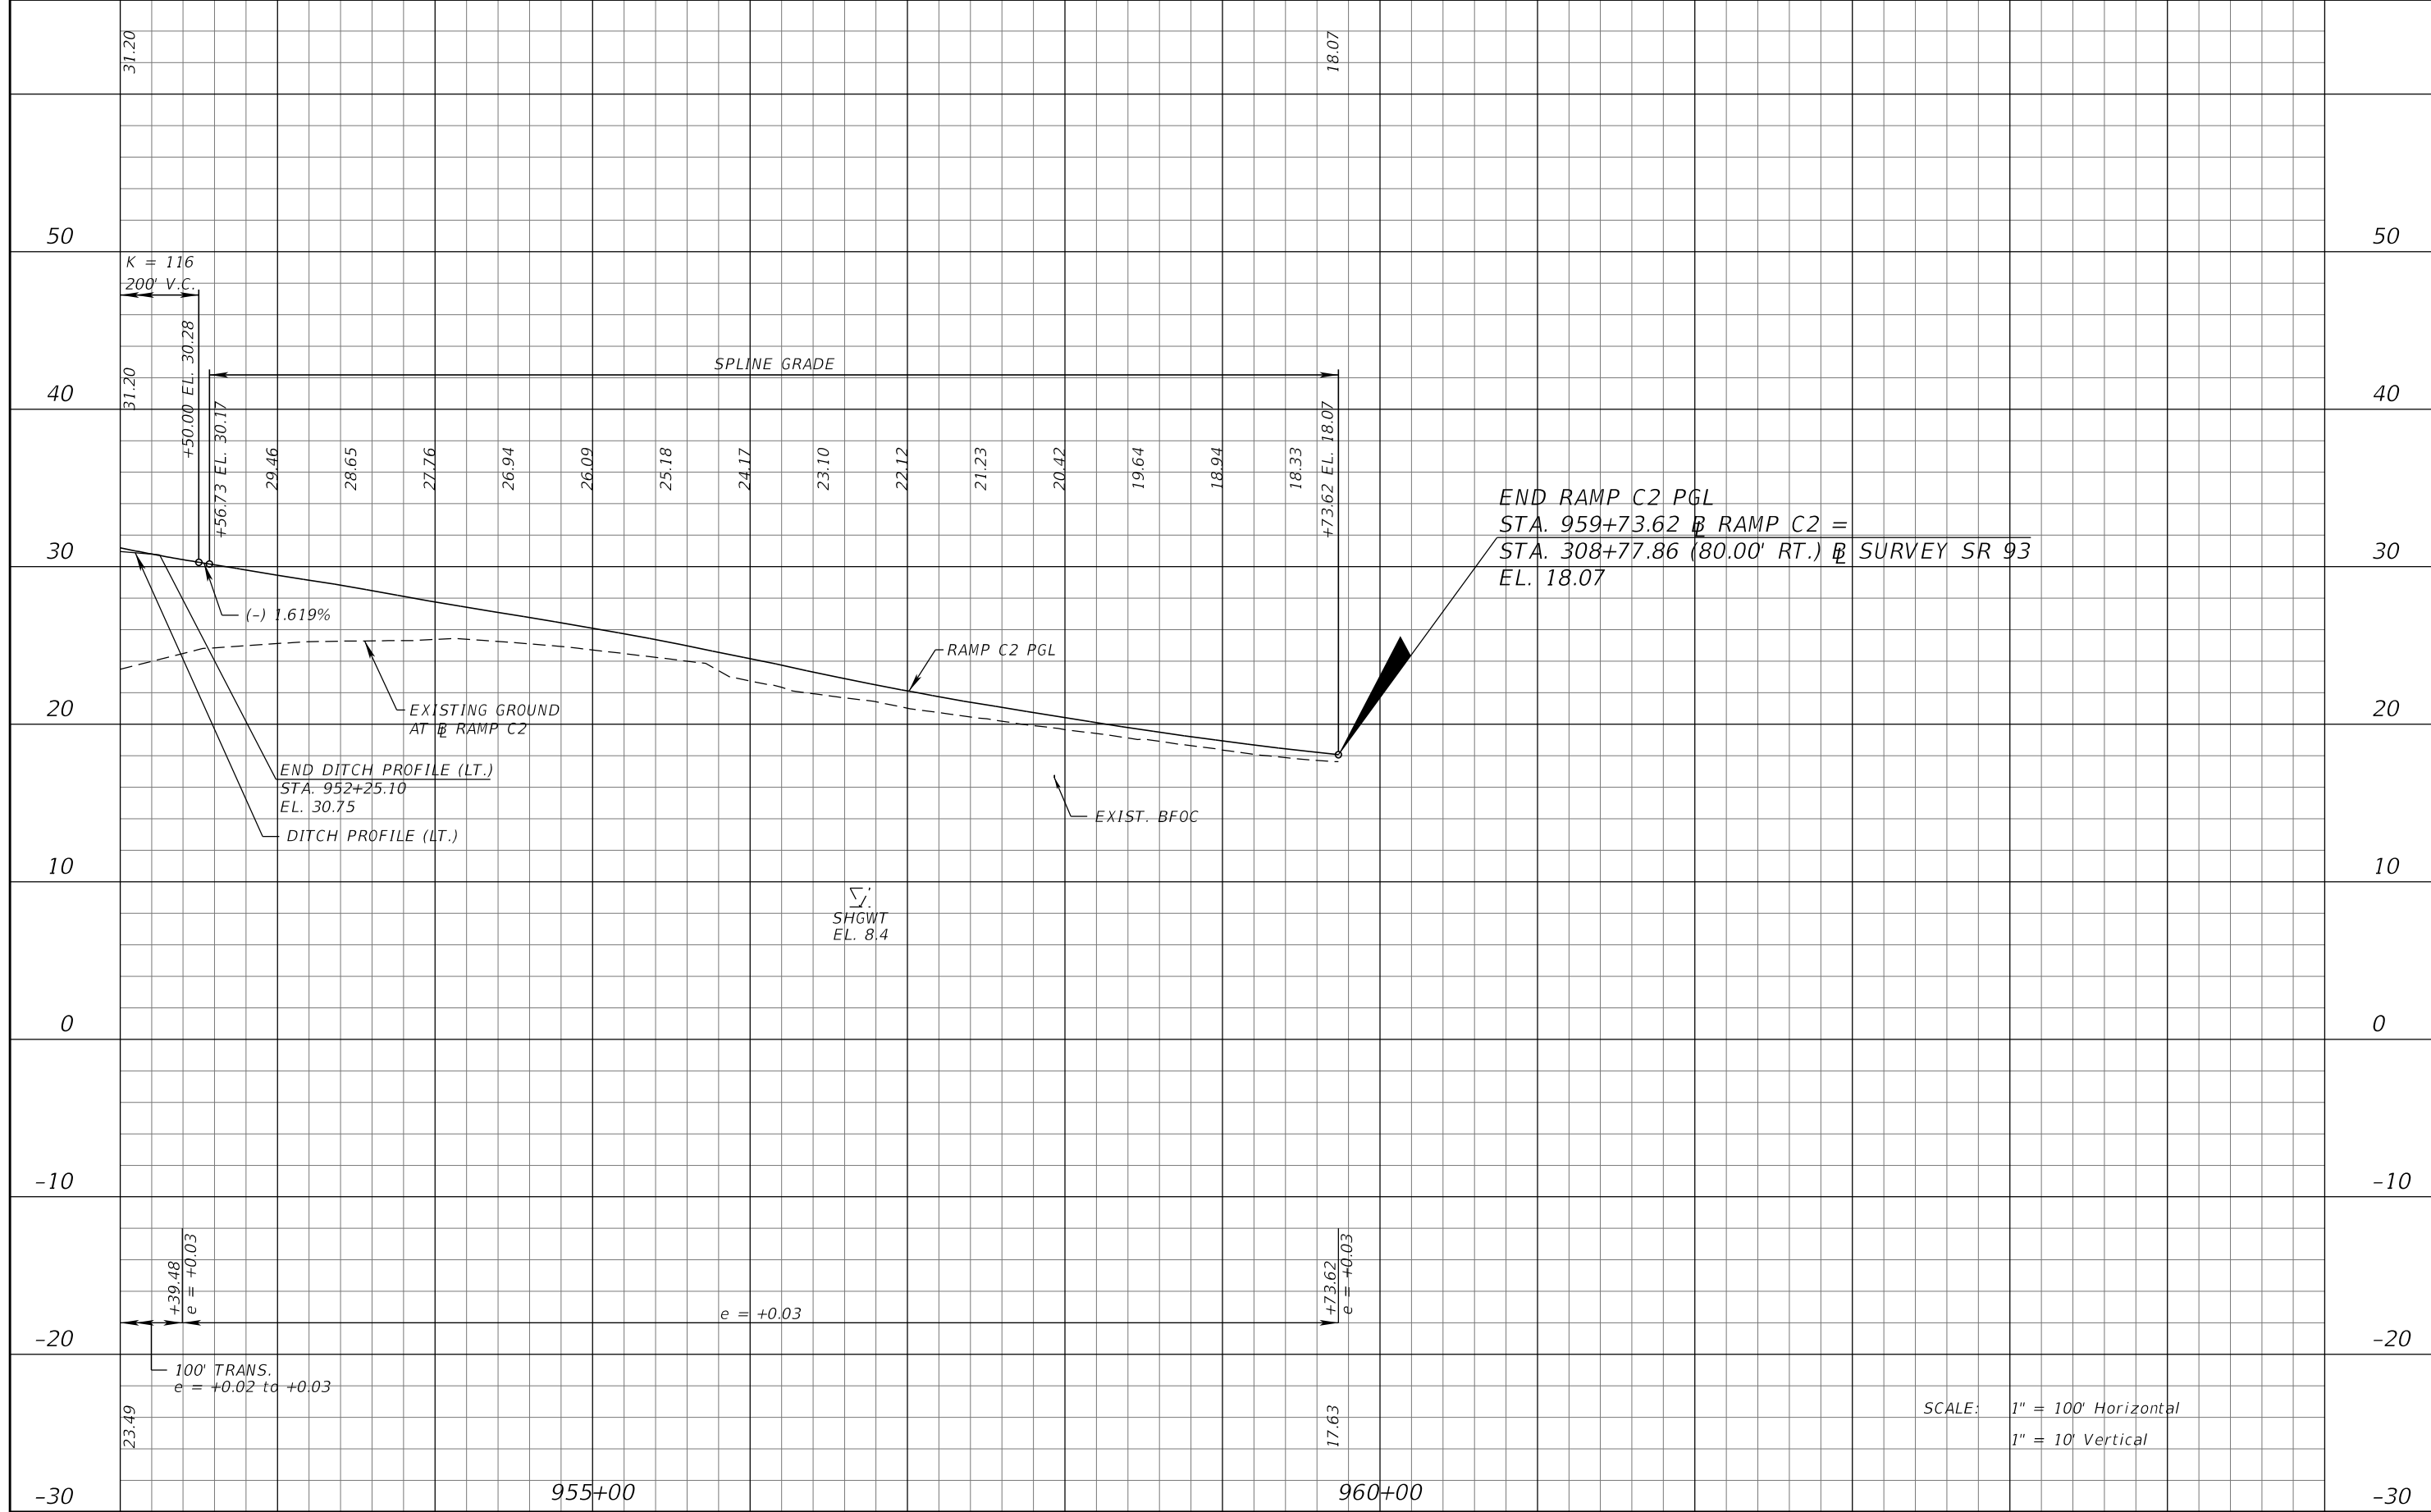 31.20
18.07
50
50
K = 116
200' V.C.
+50.00 EL. 30.28
SPLINE GRADE
31.20
40
40
+56.73 EL. 30.17
29.46
28.65
27.76
26.94
26.09
25.18
24.17
23.10
22.12
21.23
20.42
19.64
18.94
18.33
+73.62 EL. 18.07
END RAMP C2 PGL
STA. 959+73.62 BL RAMP C2 =
STA. 308+77.86 (80.00' RT.) BL SURVEY SR 93
EL. 18.07
30
30
(-) 1.619%
RAMP C2 PGL
EXISTING GROUND
AT BL RAMP C2
20
20
END DITCH PROFILE (LT.)
STA. 952+25.10
EL. 30.75
DITCH PROFILE (LT.)
EXIST. BFOC
10
10
SHGWT
EL. 8.4
0
0
-10
-10
+39.48
e = +0.03
+73.62
e = +0.03
e = +0.03
-20
-20
100' TRANS.
e = +0.02 to +0.03
23.49
17.63
SCALE: 1" = 100' Horizontal
1" = 10' Vertical
-30
955+00
960+00
-30